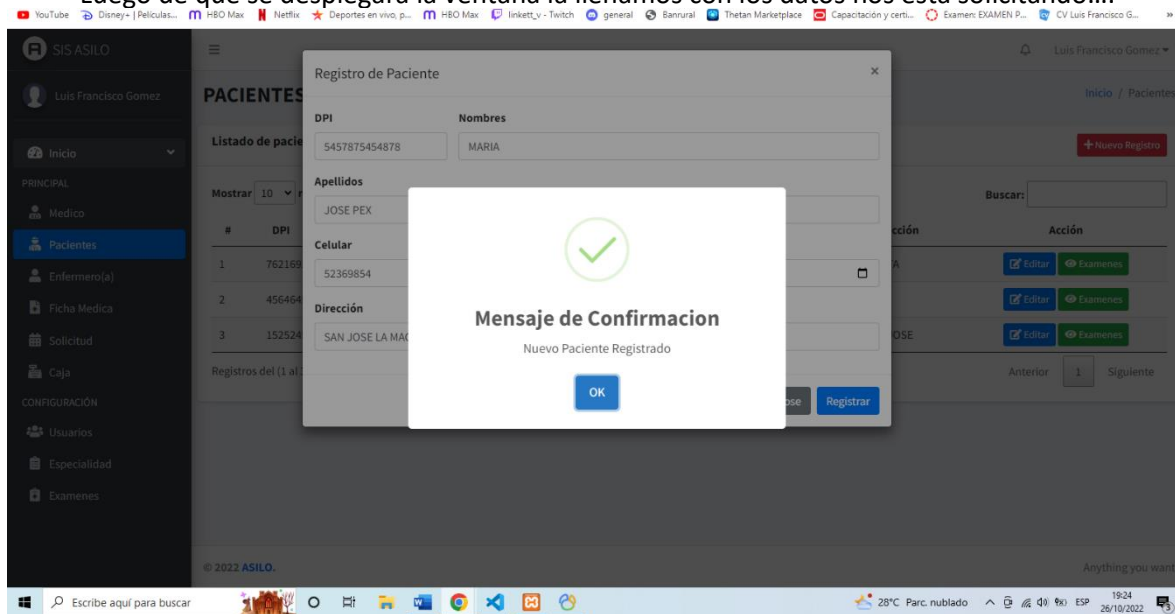 Luego de que se desplegara la ventana la llenamos con los datos nos esta solicitando....
YouTube Disney+ | Películas... HBO Max Netflix Deportes en vivo, p... HBO Max linkett_v - Twitch general Banrural Thetan Marketplace Capacitación y certi... Examen: EXAMEN P... CV Luis Francisco G... »
SIS ASILO Luis Francisco Gomez
Registro de Paciente ×
Luis Francisco Gomez PACIENTES Inicio / Pacientes
DPI Nombres
Listado de pacie 5457875454878 MARIA +Nuevo Registro
Inicio
PRINCIPAL Apellidos
Mostrar 10 r JOSE PEX Buscar:
Medico
# DPI cción Acción
Pacientes Celular
1 762169 52369854 A Editar Examenes
Enfermero(a)
2 456464 Editar Examenes
Ficha Medica Dirección Mensaje de Confirmacion
3 152524 SAN JOSE LA MAC OSE Editar Examenes
Solicitud Nuevo Paciente Registrado
Caja Registros del (1 al Anterior 1 Siguiente
OK
CONFIGURACIÓN ose Registrar
Usuarios
Especialidad
Examenes
© 2022 ASILO. Anything you want
Escribe aquí para buscar 28°C Parc. nublado ESP 19:24
26/10/2022